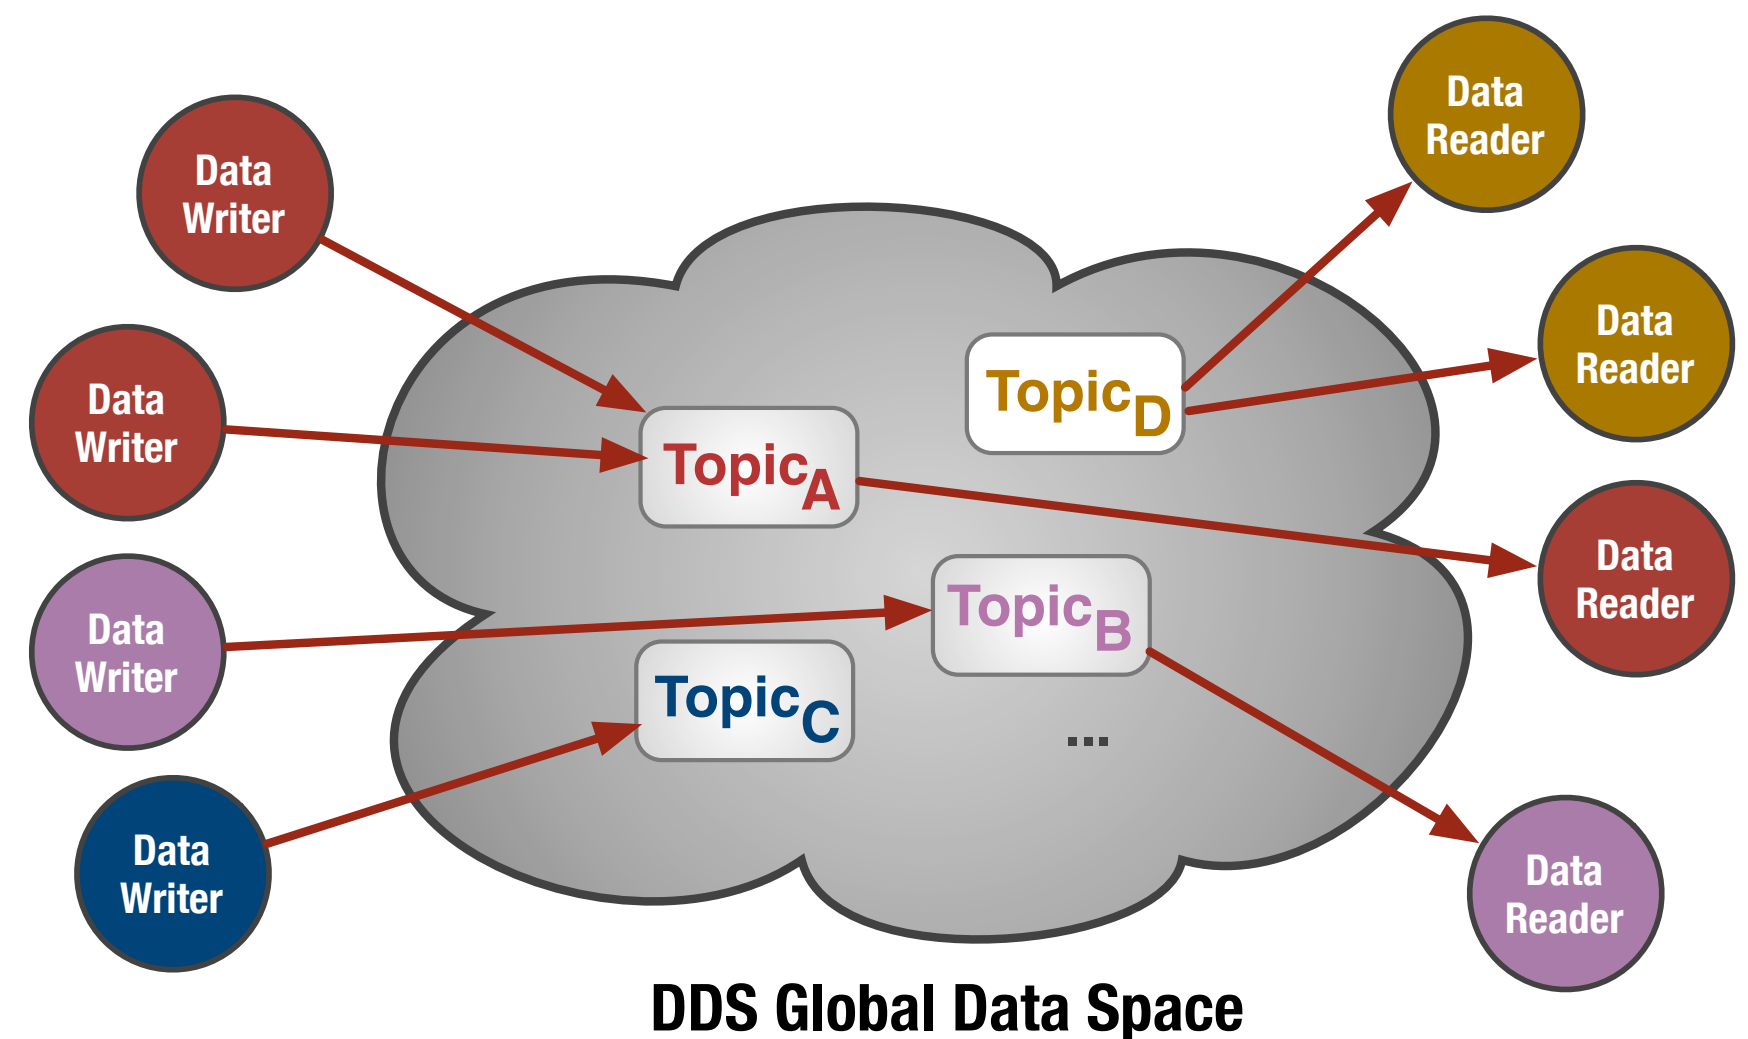 Data
Writer
Data
Writer
Data
Writer
Data
Writer
TopicA
TopicD
TopicB
TopicC
...
Data
Reader
Data
Reader
Data
Reader
Data
Reader
DDS Global Data Space